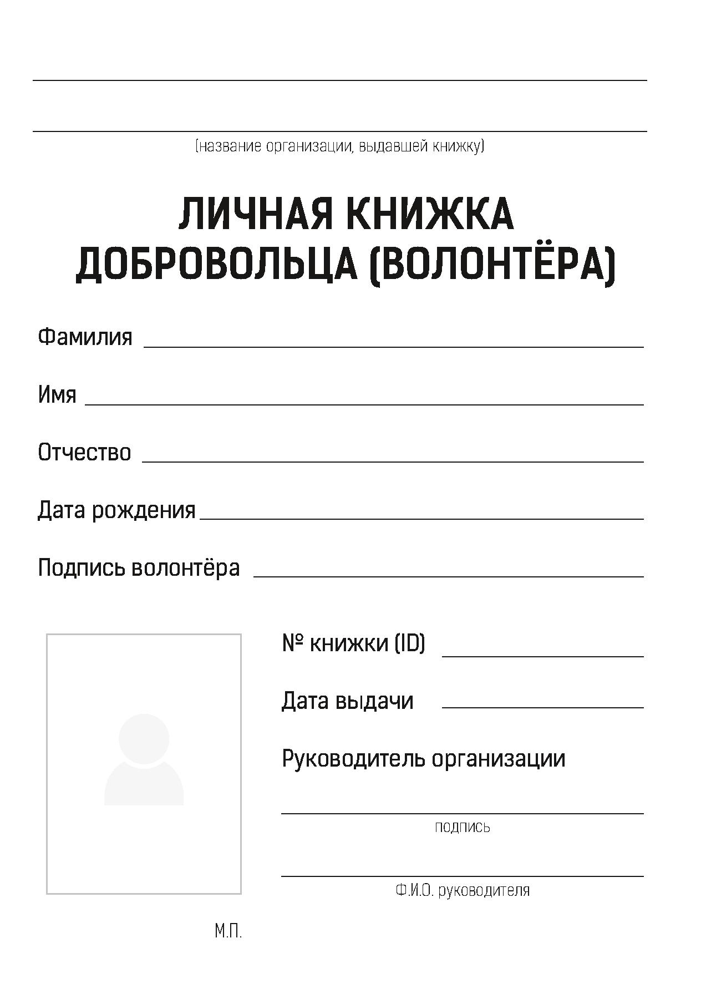 (название организации, выдавшей книжку)
ЛИЧНАЯ КНИЖКА
ДОБРОВОЛЬЦА (ВОЛОНТЁРА)
Фамилия
Имя
Отчество
Дата рождения
Подпись волонтёра
№ книжки (ID)
Дата выдачи
Руководитель организации
подпись
Ф.И.О. руководителя
М.П.